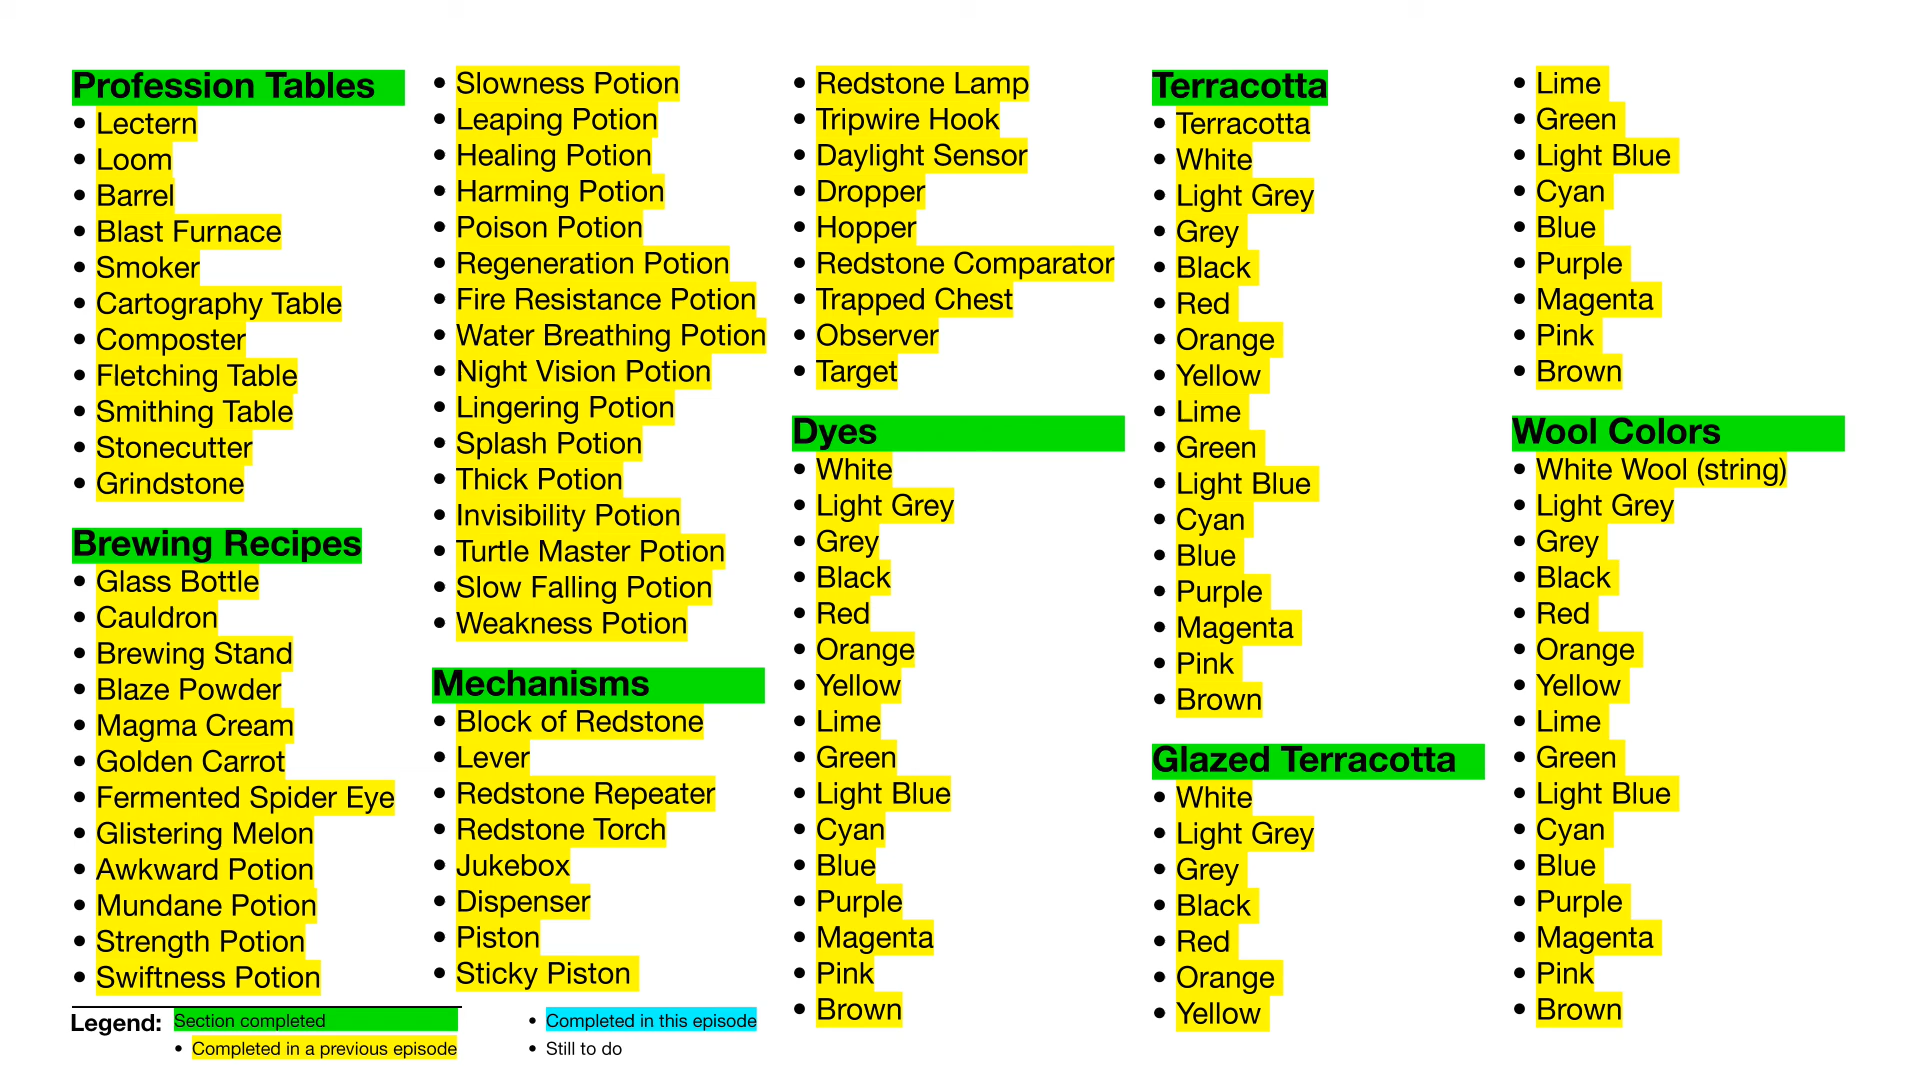 Profession Tables
• Lectern
• Loom
• Barrel
• Blast Furnace
• Smoker
• Cartography Table
• Composter
• Fletching Table
• Smithing Table
• Stonecutter
• Grindstone
Brewing Recipes
• Glass Bottle
• Cauldron
• Brewing Stand
• Blaze Powder
• Magma Cream
• Golden Carrot
• Fermented Spider Eye
• Glistering Melon
• Awkward Potion
• Mundane Potion
• Strength Potion
• Swiftness Potion
• Slowness Potion
• Leaping Potion
• Healing Potion
• Harming Potion
• Poison Potion
• Regeneration Potion
• Fire Resistance Potion
• Water Breathing Potion
• Night Vision Potion
• Lingering Potion
• Splash Potion
• Thick Potion
• Invisibility Potion
• Turtle Master Potion
• Slow Falling Potion
• Weakness Potion
Mechanisms
• Block of Redstone
• Lever
• Redstone Repeater
• Redstone Torch
• Jukebox
• Dispenser
• Piston
• Sticky Piston
• Redstone Lamp
• Tripwire Hook
• Daylight Sensor
• Dropper
• Hopper
• Redstone Comparator
• Trapped Chest
• Observer
• Target
Dyes
• White
• Light Grey
• Grey
• Black
• Red
• Orange
• Yellow
• Lime
• Green
• Light Blue
• Cyan
• Blue
• Purple
• Magenta
• Pink
• Brown
Terracotta
• Terracotta
• White
• Light Grey
• Grey
• Black
• Red
• Orange
• Yellow
• Lime
• Green
• Light Blue
• Cyan
• Blue
• Purple
• Magenta
• Pink
• Brown
Glazed Terracotta
• White
• Light Grey
• Grey
• Black
• Red
• Orange
• Yellow
• Lime
• Green
• Light Blue
• Cyan
• Blue
• Purple
• Magenta
• Pink
• Brown
Wool Colors
• White Wool (string)
• Light Grey
• Grey
• Black
• Red
• Orange
• Yellow
• Lime
• Green
• Light Blue
• Cyan
• Blue
• Purple
• Magenta
• Pink
• Brown
Legend: Section completed
• Completed in a previous episode
• Completed in this episode
• Still to do